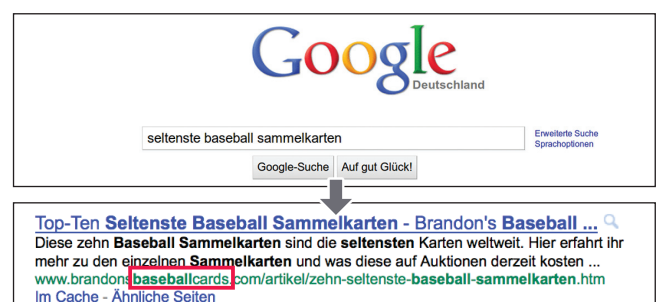 Google
Deutschland
seltenste baseball sammelkarten
Erweiterte Suche
Sprachoptionen
Google-Suche
Auf gut Glück!
Top-Ten Seltenste Baseball Sammelkarten - Brandon's Baseball ...
Diese zehn Baseball Sammelkarten sind die seltensten Karten weltweit. Hier erfahrt ihr
mehr zu den einzelnen Sammelkarten und was diese auf Auktionen derzeit kosten ...
www.brandonsbaseballcards.com/artikel/zehn-seltenste-baseball-sammelkarten.htm
Im Cache - Ähnliche Seiten